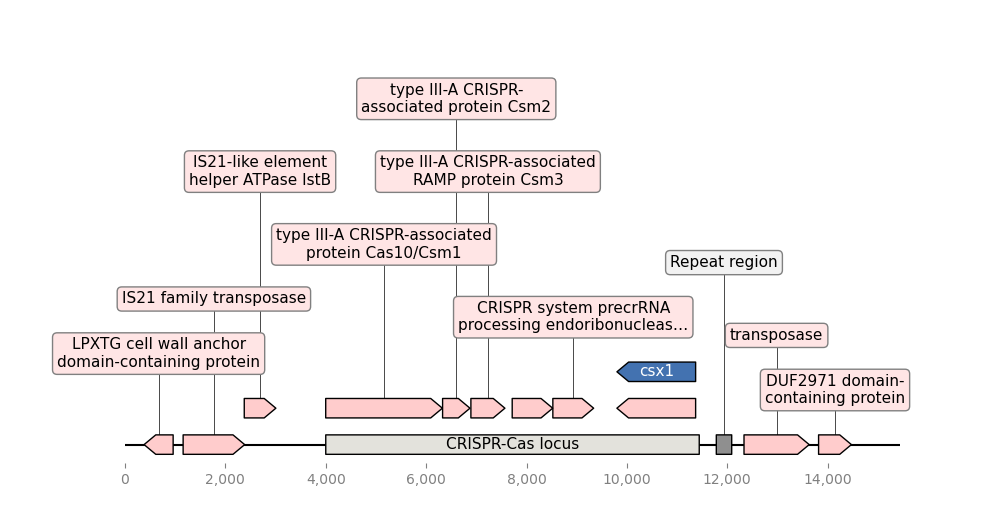 type III-A CRISPR-
associated protein Csm2
IS21-like element
helper ATPase IstB
type III-A CRISPR-associated
RAMP protein Csm3
type III-A CRISPR-associated
protein Cas10/Csm1
Repeat region
IS21 family transposase
CRISPR system precrRNA
processing endoribonucleas...
transposase
LPXTG cell wall anchor
domain-containing protein
csx1
DUF2971 domain-
containing protein
CRISPR-Cas locus
0 2,000 4,000 6,000 8,000 10,000 12,000 14,000